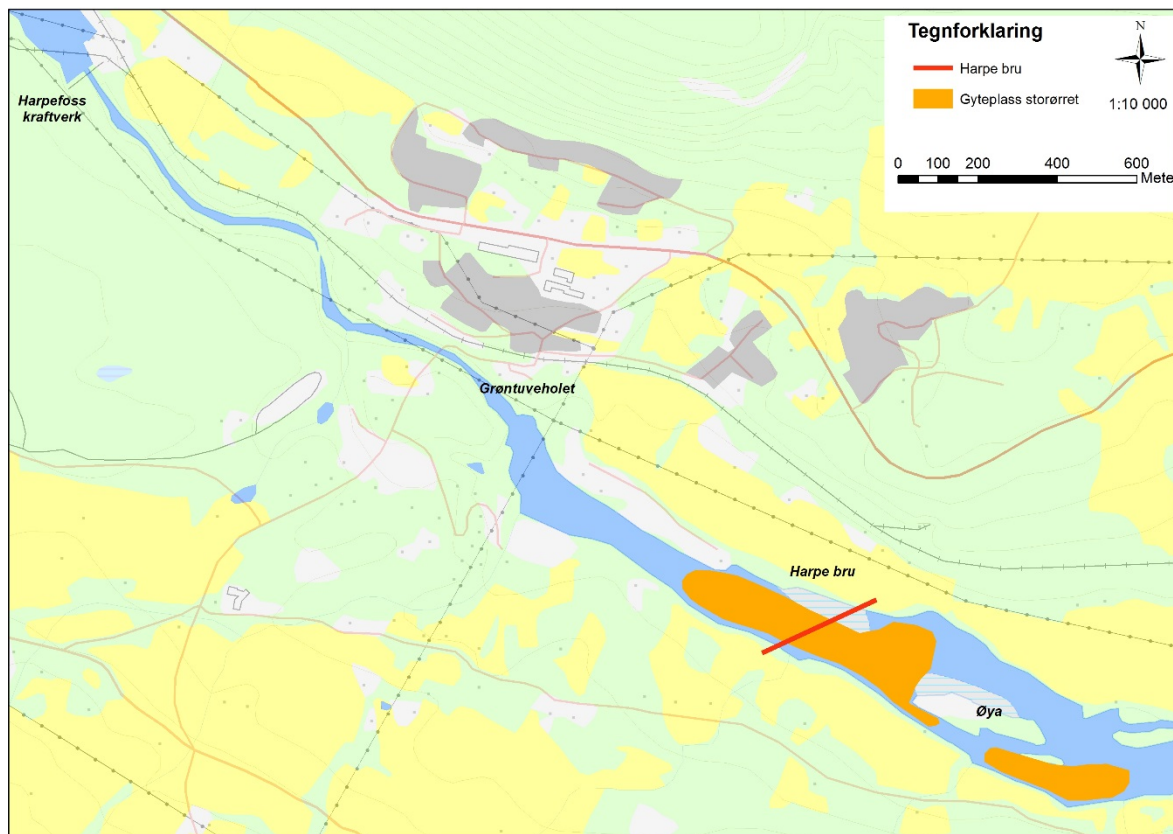 Tegnforklaring
N
Harpe bru
Gyteplass storørret
1:10 000
0 100 200 400 600
Mete
Harpefoss
kraftverk
Grøntuveholet
Harpe bru
Øya